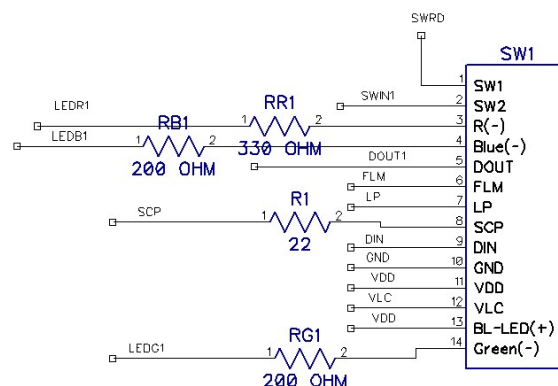 SWRD
SW1
1 SW1
SWIN1 2 SW2
LEDR1 1 RR1 2 3 R(-)
330 OHM
LEDB1 1 RB1 2 4 Blue(-)
200 OHM
DOUT1 5 DOUT
FLM 6 FLM
LP 7 LP
SCP 1 R1 2 8 SCP
22
DIN 9 DIN
GND 10 GND
VDD 11 VDD
VLC 12 VLC
VDD 13 BL-LED(+)
LEDG1 1 RG1 2 14 Green(-)
200 OHM